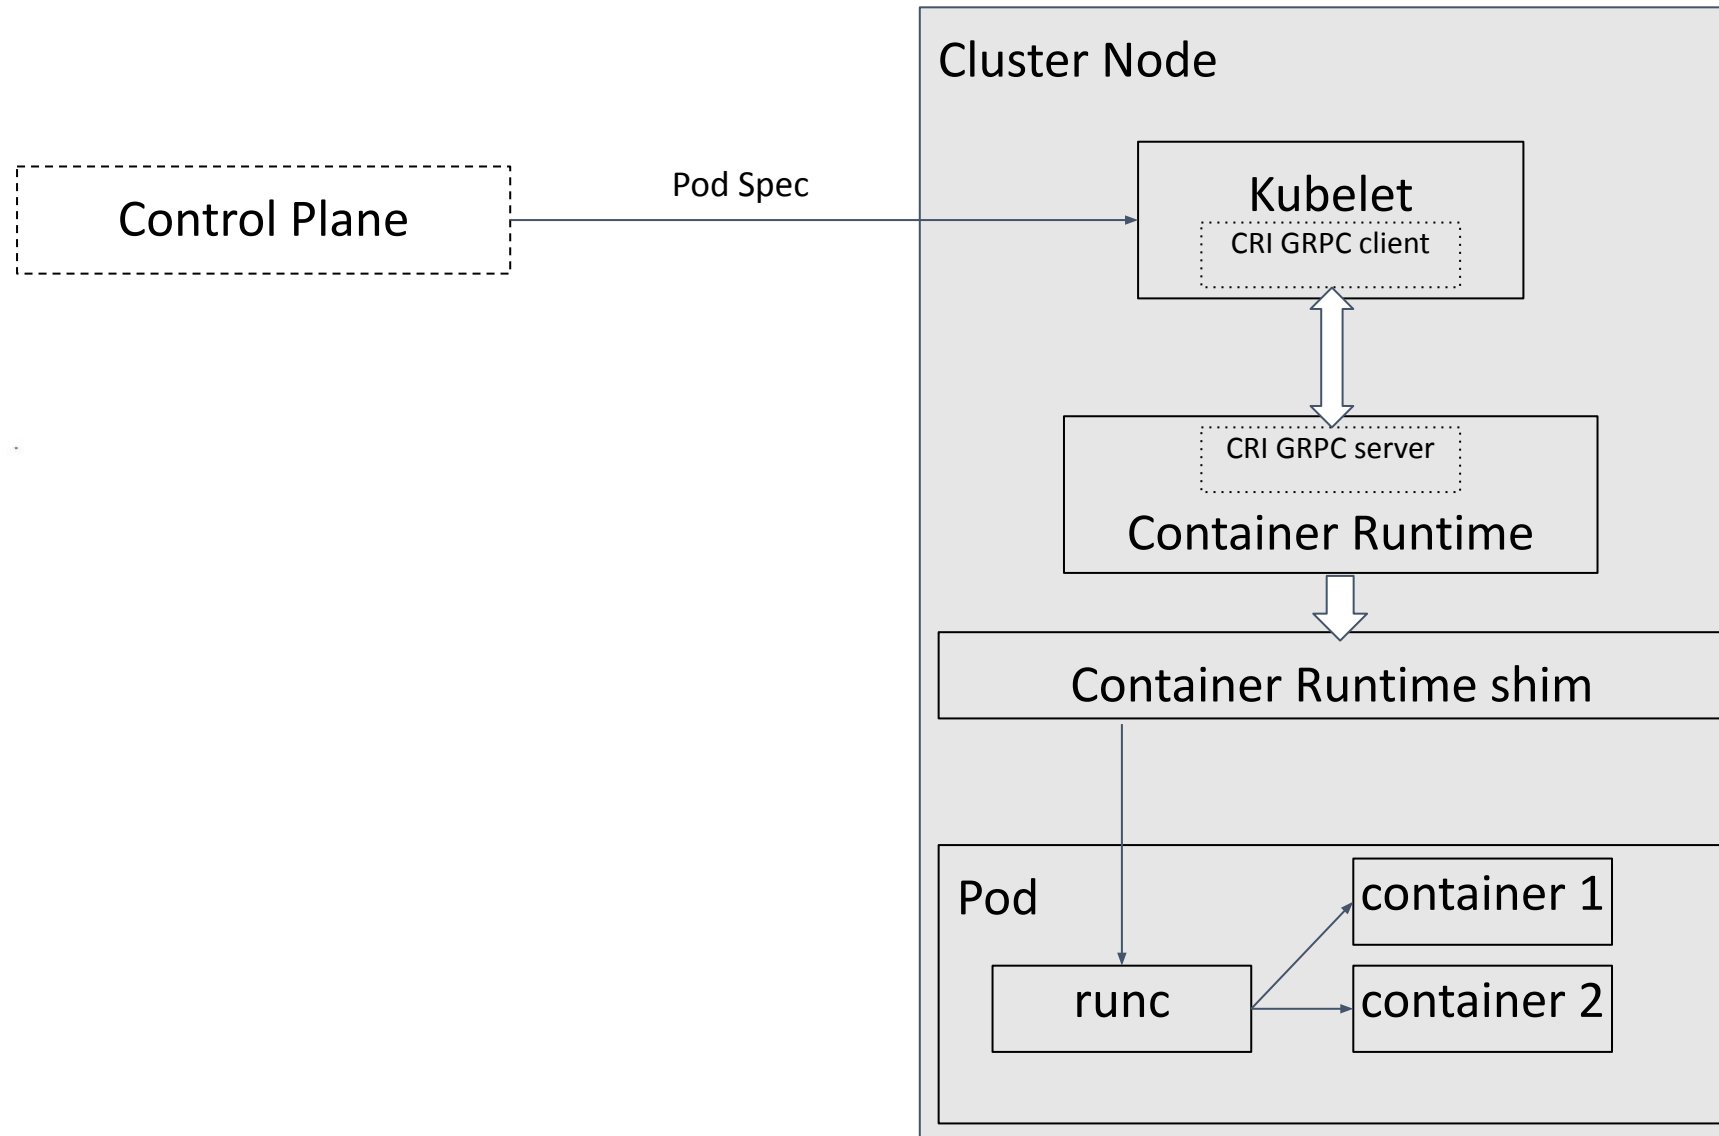 Cluster Node
Control Plane
Pod Spec
Kubelet
CRI GRPC client
CRI GRPC server
Container Runtime
Container Runtime shim
Pod
container 1
runc
container 2